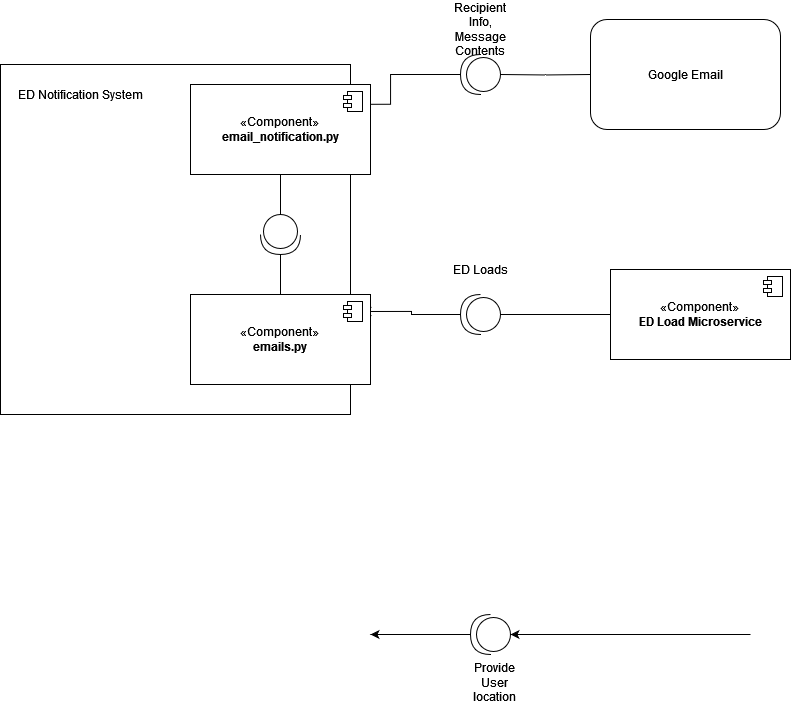 Recipient
Info,
Message
Contents
Google Email
ED Notification System
«Component»
email_notification.py
ED Loads
«Component»
emails.py
«Component»
ED Load Microservice
Provide
User
location